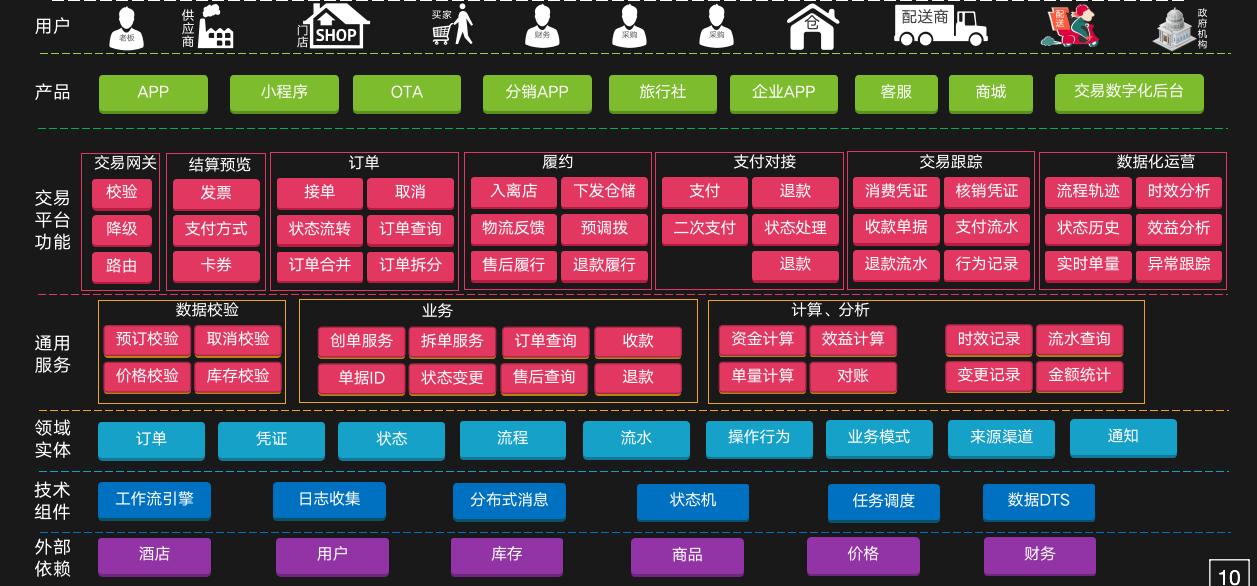 用户
老板
供应商
门店
SHOP
买家
财务
采购
采购
仓
配送商
配送
政府机构
产品
APP
小程序
OTA
分销APP
旅行社
企业APP
客服
商城
交易数字化后台
交易平台功能
交易网关
校验
降级
路由
结算预览
发票
支付方式
卡券
订单
接单
取消
状态流转
订单查询
订单合并
订单拆分
履约
入离店
下发仓储
物流反馈
预调拨
售后履行
退款履行
支付对接
支付
退款
二次支付
状态处理
退款
交易跟踪
消费凭证
核销凭证
收款单据
支付流水
退款流水
行为记录
数据化运营
流程轨迹
时效分析
状态历史
效益分析
实时单量
异常跟踪
通用服务
数据校验
预订校验
取消校验
价格校验
库存校验
业务
创单服务
拆单服务
订单查询
收款
单据ID
状态变更
售后查询
退款
计算、分析
资金计算
效益计算
时效记录
流水查询
单量计算
对账
变更记录
金额统计
领域实体
订单
凭证
状态
流程
流水
操作行为
业务模式
来源渠道
通知
技术组件
工作流引擎
日志收集
分布式消息
状态机
任务调度
数据DTS
外部依赖
酒店
用户
库存
商品
价格
财务
10